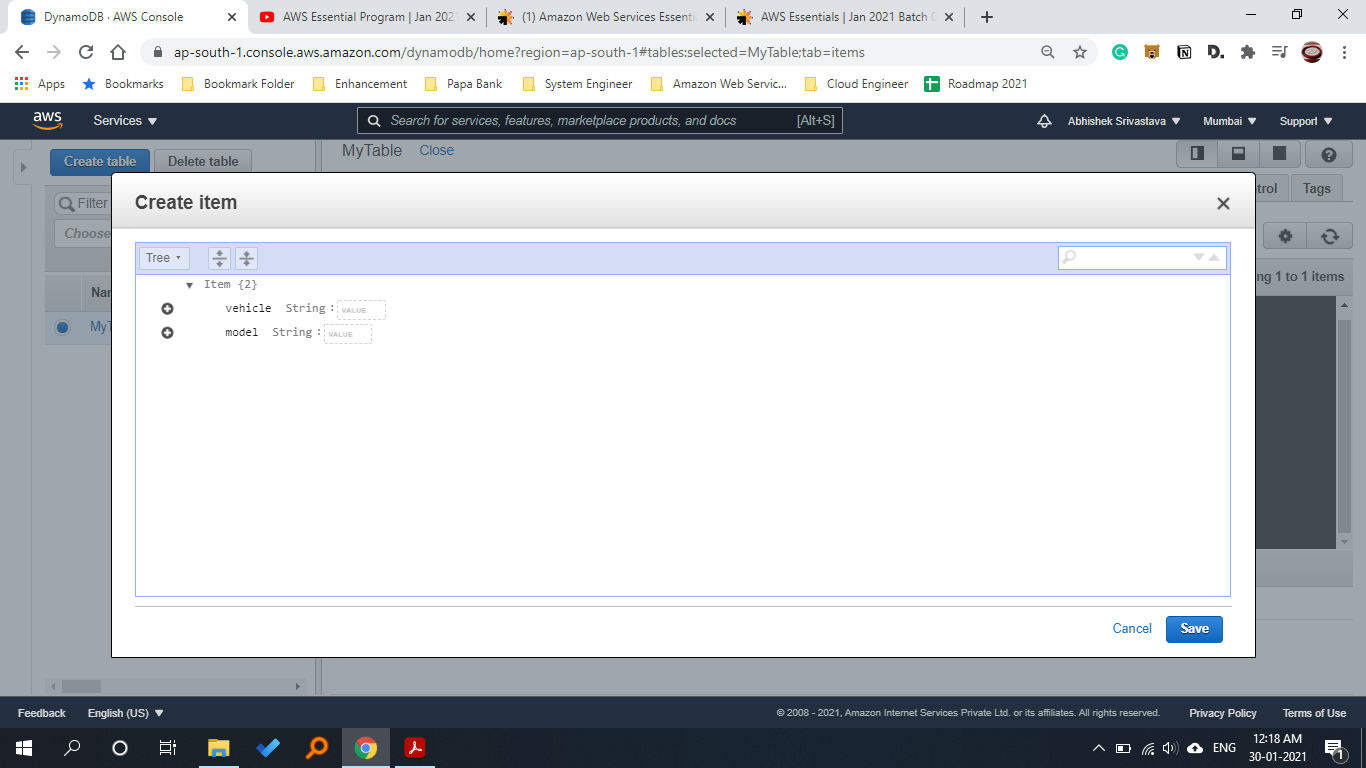 DynamoDB · AWS Console
AWS Essential Program | Jan 202
(1) Amazon Web Services Essenti
AWS Essentials | Jan 2021 Batch
ap-south-1.console.aws.amazon.com/dynamodb/home?region=ap-south-1#tables:selected=MyTable;tab=items
Apps Bookmarks Bookmark Folder Enhancement Papa Bank System Engineer Amazon Web Servic... Cloud Engineer Roadmap 2021
aws Services Search for services, features, marketplace products, and docs [Alt+S] Abhishek Srivastava Mumbai Support
Create table Delete table MyTable Close
Create item
Filter
trol Tags
Choose
Tree
ng 1 to 1 items
Item {2}
Nar
vehicle String : VALUE
MyT
model String : VALUE
Cancel Save
Feedback English (US) © 2008 - 2021, Amazon Internet Services Private Ltd. or its affiliates. All rights reserved. Privacy Policy Terms of Use
ENG
12:18 AM
30-01-2021
1